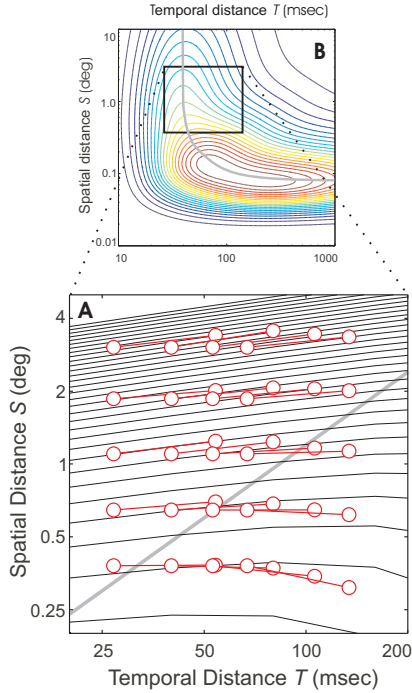 Temporal distance T (msec)
B
Spatial distance S (deg)
10
1.0
0.1
0.01
10
100
1000
A
Spatial Distance S (deg)
4
2
1
0.5
0.25
25
50
100
200
Temporal Distance T (msec)